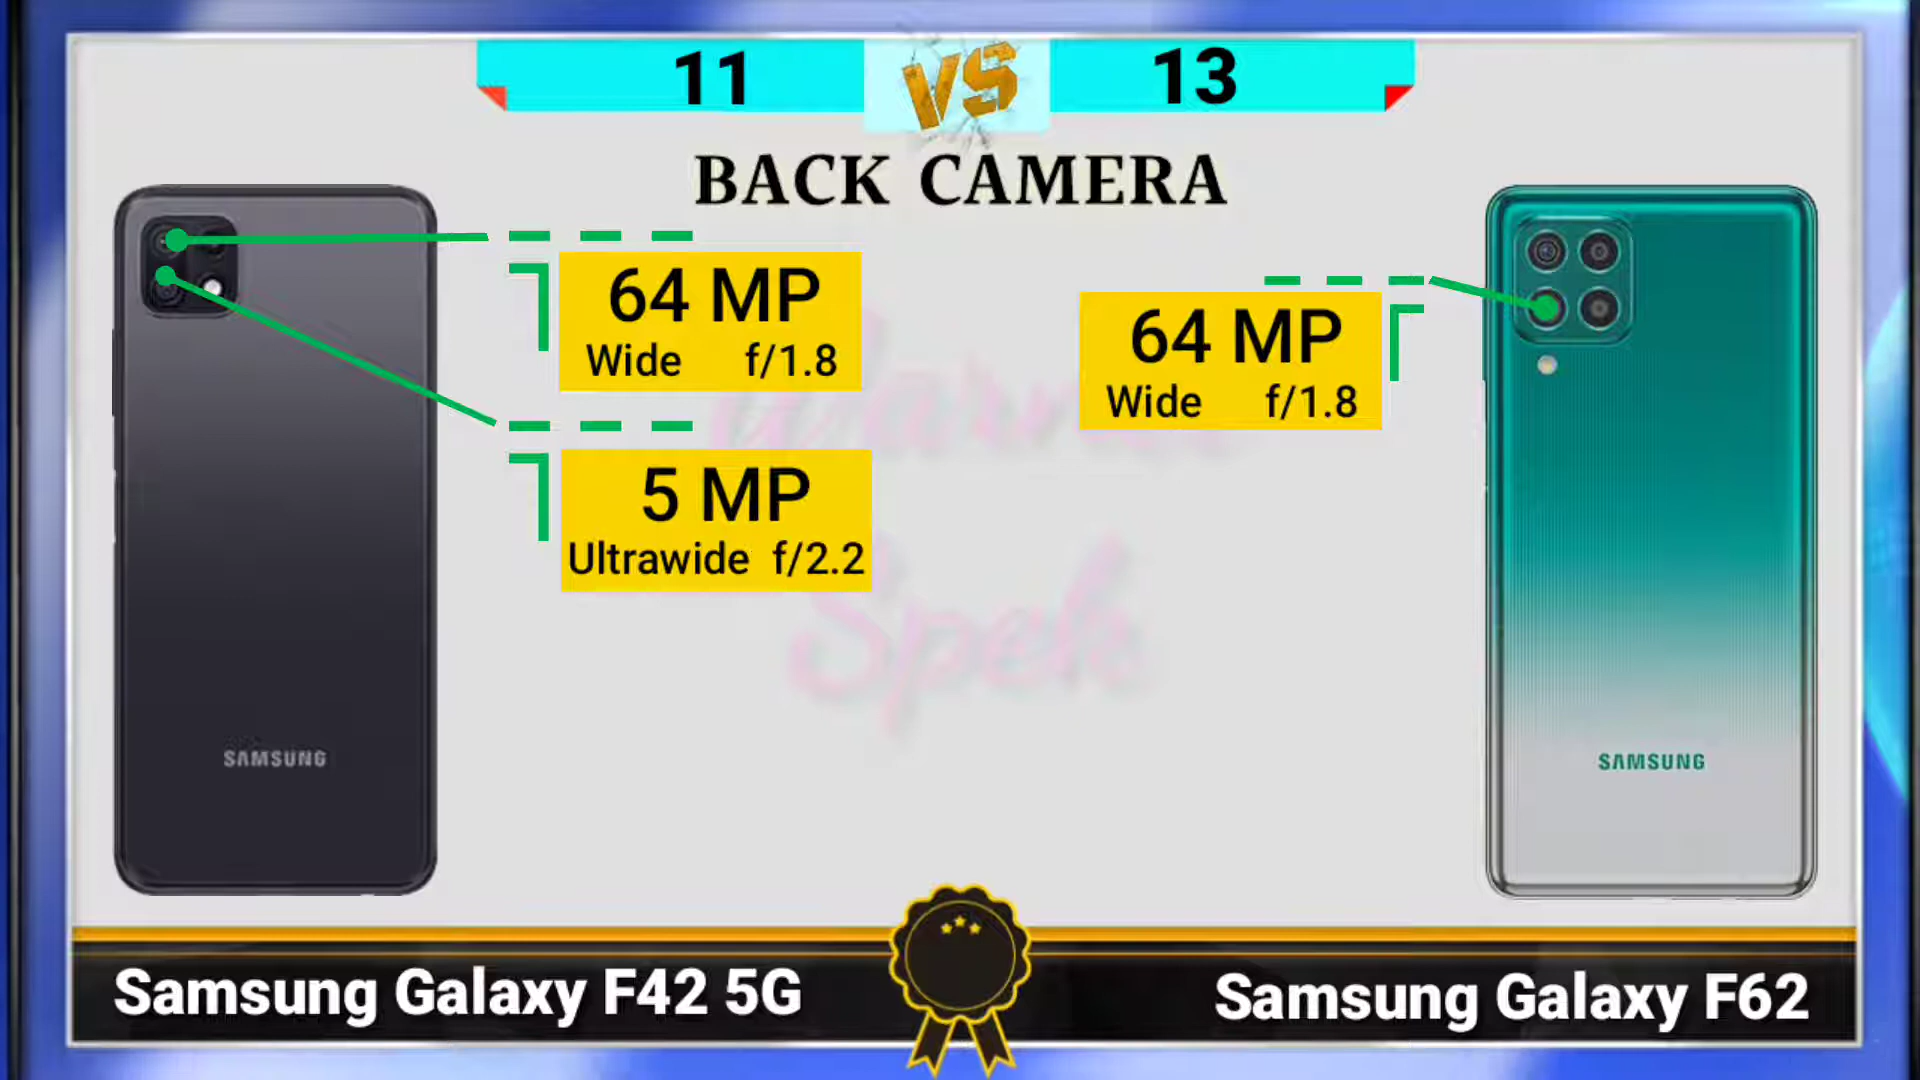 11 VS 13
BACK CAMERA
64 MP
Wide f/1.8
5 MP
Ultrawide f/2.2
64 MP
Wide f/1.8
SAMSUNG
SAMSUNG
Spek
Samsung Galaxy F42 5G
Samsung Galaxy F62